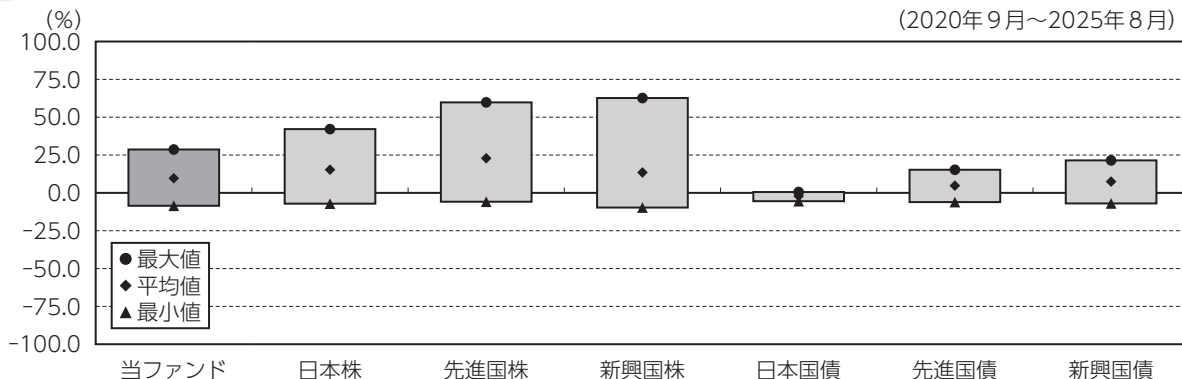 (%)
(2020年9月～2025年8月)
100.0
75.0
50.0
25.0
0.0
-25.0
-50.0
-75.0
-100.0
●最大値
◆平均値
▲最小値
当ファンド 日本株 先進国株 新興国株 日本国債 先進国債 新興国債